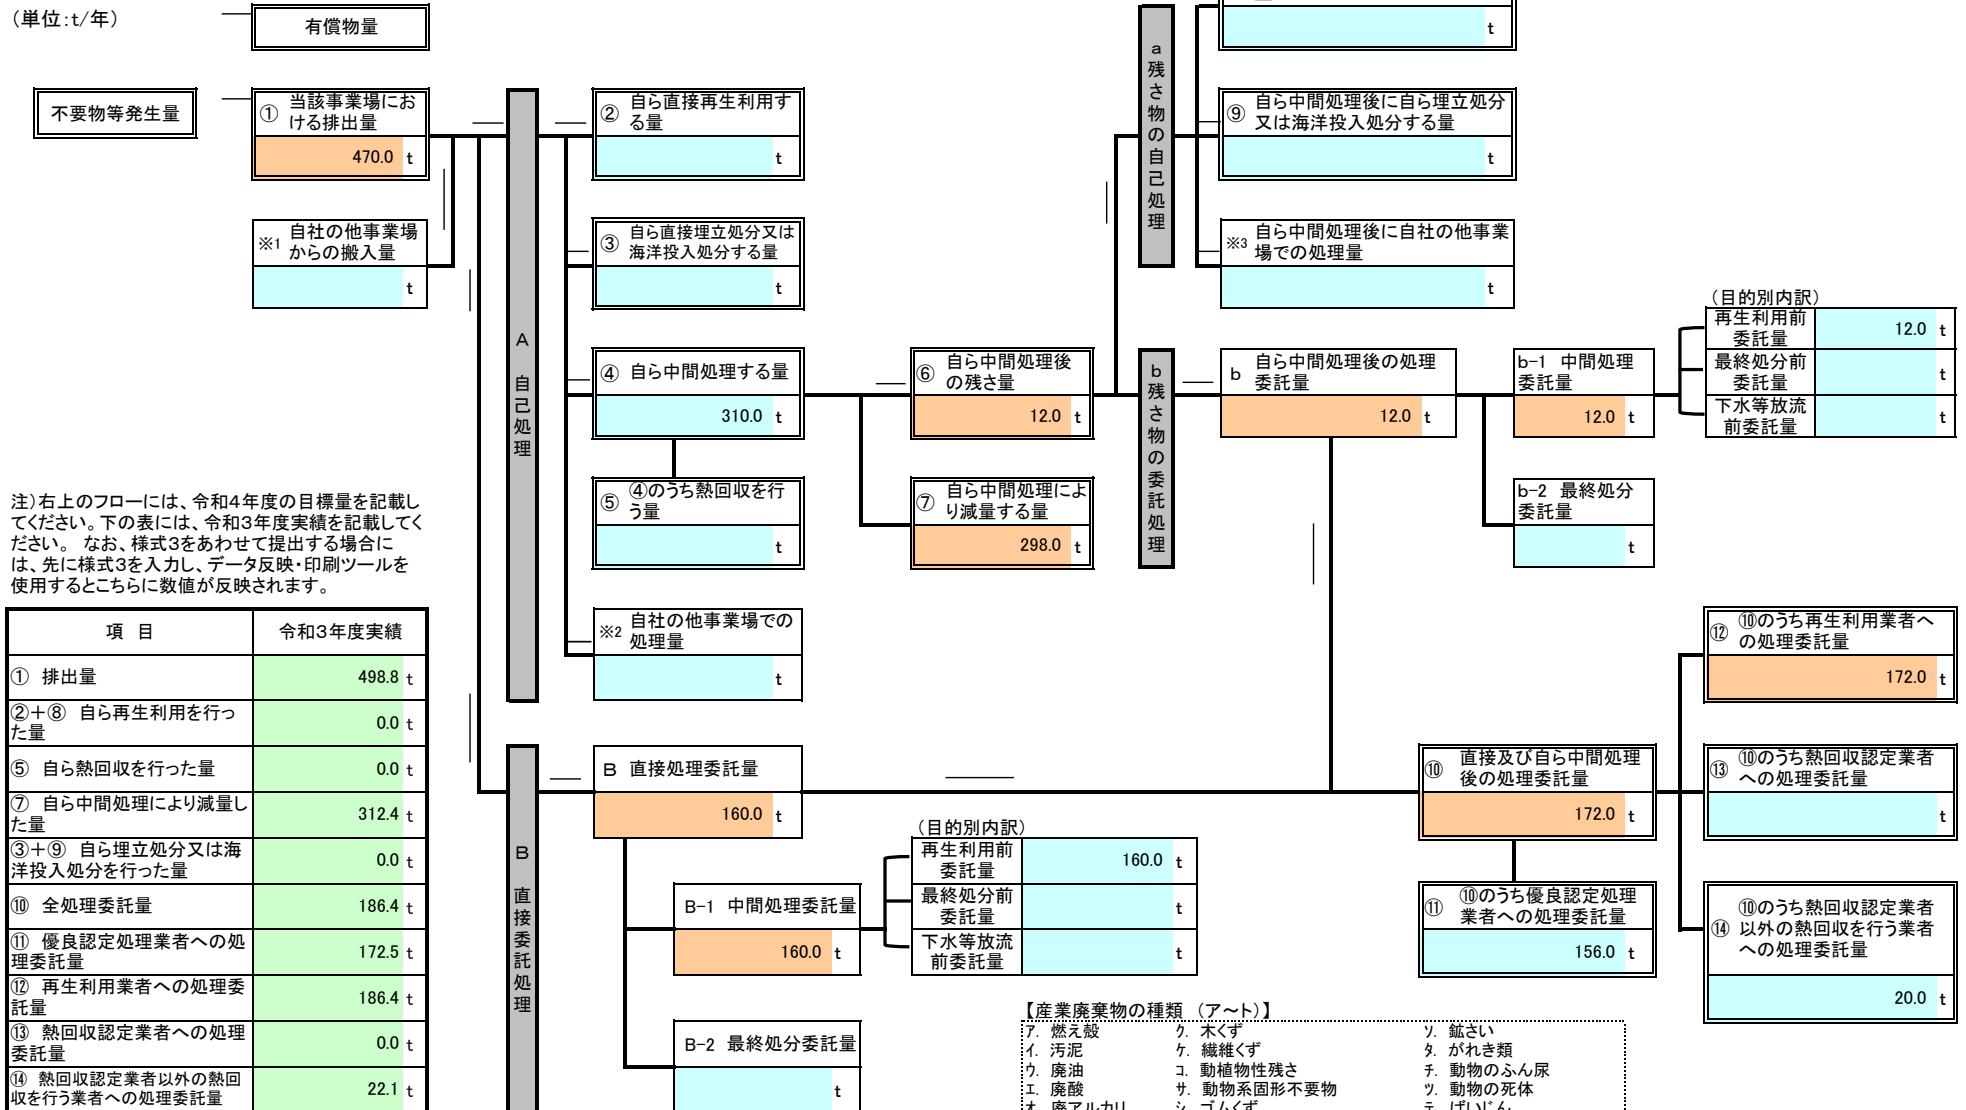 (単位:t/年)
有償物量
t
不要物等発生量
① 当該事業場にお
ける排出量
470.0 t
※1 自社の他事業場
からの搬入量
t
A 自己処理
② 自ら直接再生利用す
る量
t
③ 自ら直接埋立処分又は
海洋投入処分する量
t
④ 自ら中間処理する量
310.0 t
⑤ ④のうち熱回収を行
う量
t
※2 自社の他事業場での
処理量
t
⑥ 自ら中間処理後
の残さ量
12.0 t
⑦ 自ら中間処理によ
り減量する量
298.0 t
a 残さ物の自己処理
⑨ 自ら中間処理後に自ら埋立処分
又は海洋投入処分する量
t
※3 自ら中間処理後に自社の他事業
場での処理量
t
b 残さ物の委託処理
b 自ら中間処理後の処理
委託量
12.0 t
b-1 中間処理
委託量
12.0 t
b-2 最終処分
委託量
t
(目的別内訳)
再生利用前
委託量 12.0 t
最終処分前
委託量 t
下水等放流
前委託量
注)右上のフローには、令和4年度の目標量を記載し
てください。下の表には、令和3年度実績を記載してく
ださい。 なお、様式3をあわせて提出する場合に
は、先に様式3を入力し、データ反映・印刷ツールを
使用するとこちらに数値が反映されます。
項 目 令和3年度実績
① 排出量 498.8 t
②+⑧ 自ら再生利用を行っ
た量 0.0 t
⑤ 自ら熱回収を行った量 0.0 t
⑦ 自ら中間処理により減量し
た量 312.4 t
③+⑨ 自ら埋立処分又は海
洋投入処分を行った量 0.0 t
⑩ 全処理委託量 186.4 t
⑪ 優良認定処理業者への処
理委託量 172.5 t
⑫ 再生利用業者への処理委
託量 186.4 t
⑬ 熱回収認定業者への処理
委託量 0.0 t
⑭ 熱回収認定業者以外の熱回
収を行う業者への処理委託量 22.1 t
B 直接委託処理
B 直接処理委託量
160.0 t
B-1 中間処理委託量
160.0 t
B-2 最終処分委託量
t
(目的別内訳)
再生利用前
委託量 160.0 t
最終処分前
委託量 t
下水等放流
前委託量 t
⑩ 直接及び自ら中間処理
後の処理委託量
172.0 t
⑪ ⑩のうち優良認定処理
業者への処理委託量
156.0 t
⑫ ⑩のうち再生利用業者へ
の処理委託量
172.0 t
⑬ ⑩のうち熱回収認定業者
への処理委託量
t
⑭ ⑩のうち熱回収認定業者
以外の熱回収を行う業者
への処理委託量
20.0 t
【産業廃棄物の種類 (ア~ト)】
ア. 燃え殻 ク. 木くず ソ. 鉱さい
イ. 汚泥 ケ. 繊維くず タ. がれき類
ウ. 廃油 コ. 動植物性残さ チ. 動物のふん尿
エ. 廃酸 サ. 動物系固形不要物 ツ. 動物の死体
オ. 廃アルカリ シ. ゴムくず テ. ばいじん